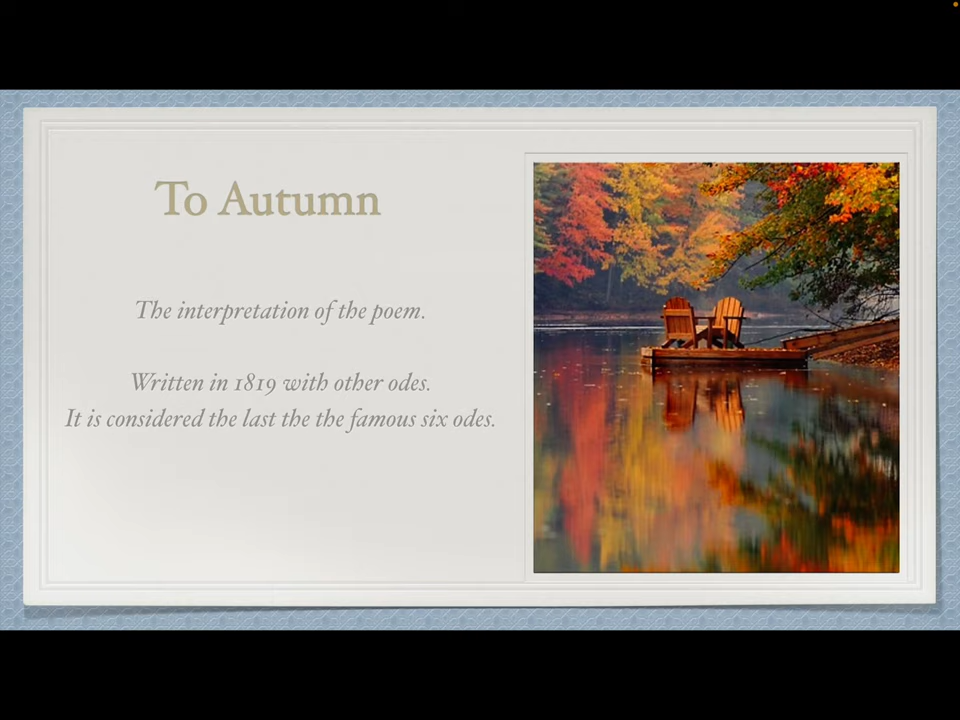 To Autumn
The interpretation of the poem.
Written in 1819 with other odes.
It is considered the last the the famous six odes.